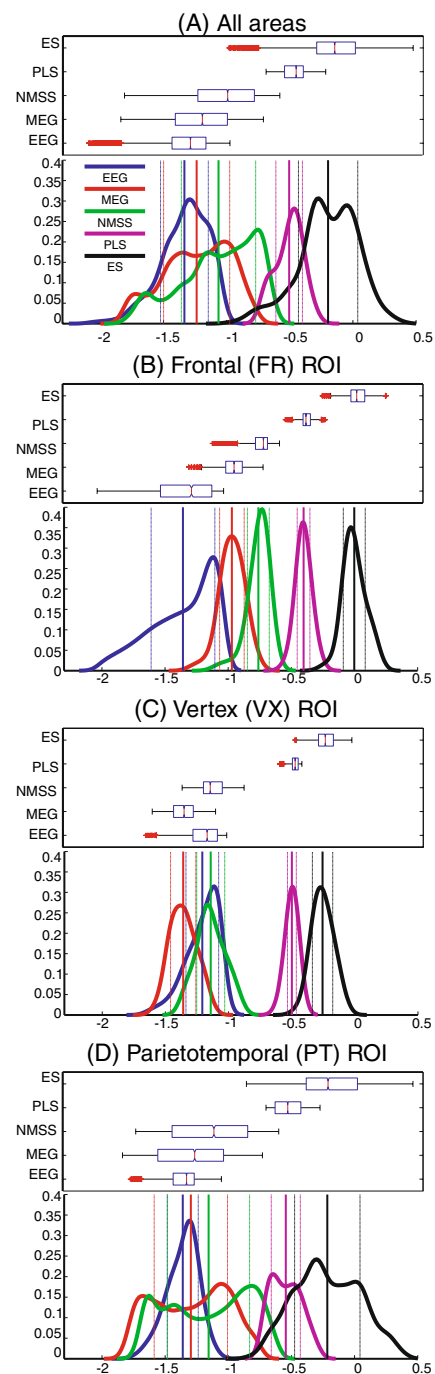 (A) All areas
ES
PLS
NMSS
MEG
EEG
0.4
0.35
0.3
0.25
0.2
0.15
0.1
0.05
0
EEG
MEG
NMSS
PLS
ES
-2 -1.5 -1 -0.5 0 0.5
(B) Frontal (FR) ROI
ES
PLS
NMSS
MEG
EEG
0.4
0.35
0.3
0.25
0.2
0.15
0.1
0.05
0
-2 -1.5 -1 -0.5 0 0.5
(C) Vertex (VX) ROI
ES
PLS
NMSS
MEG
EEG
0.4
0.35
0.3
0.25
0.2
0.15
0.1
0.05
0
-2 -1.5 -1 -0.5 0 0.5
(D) Parietotemporal (PT) ROI
ES
PLS
NMSS
MEG
EEG
0.4
0.35
0.3
0.25
0.2
0.15
0.1
0.05
0
-2 -1.5 -1 -0.5 0 0.5